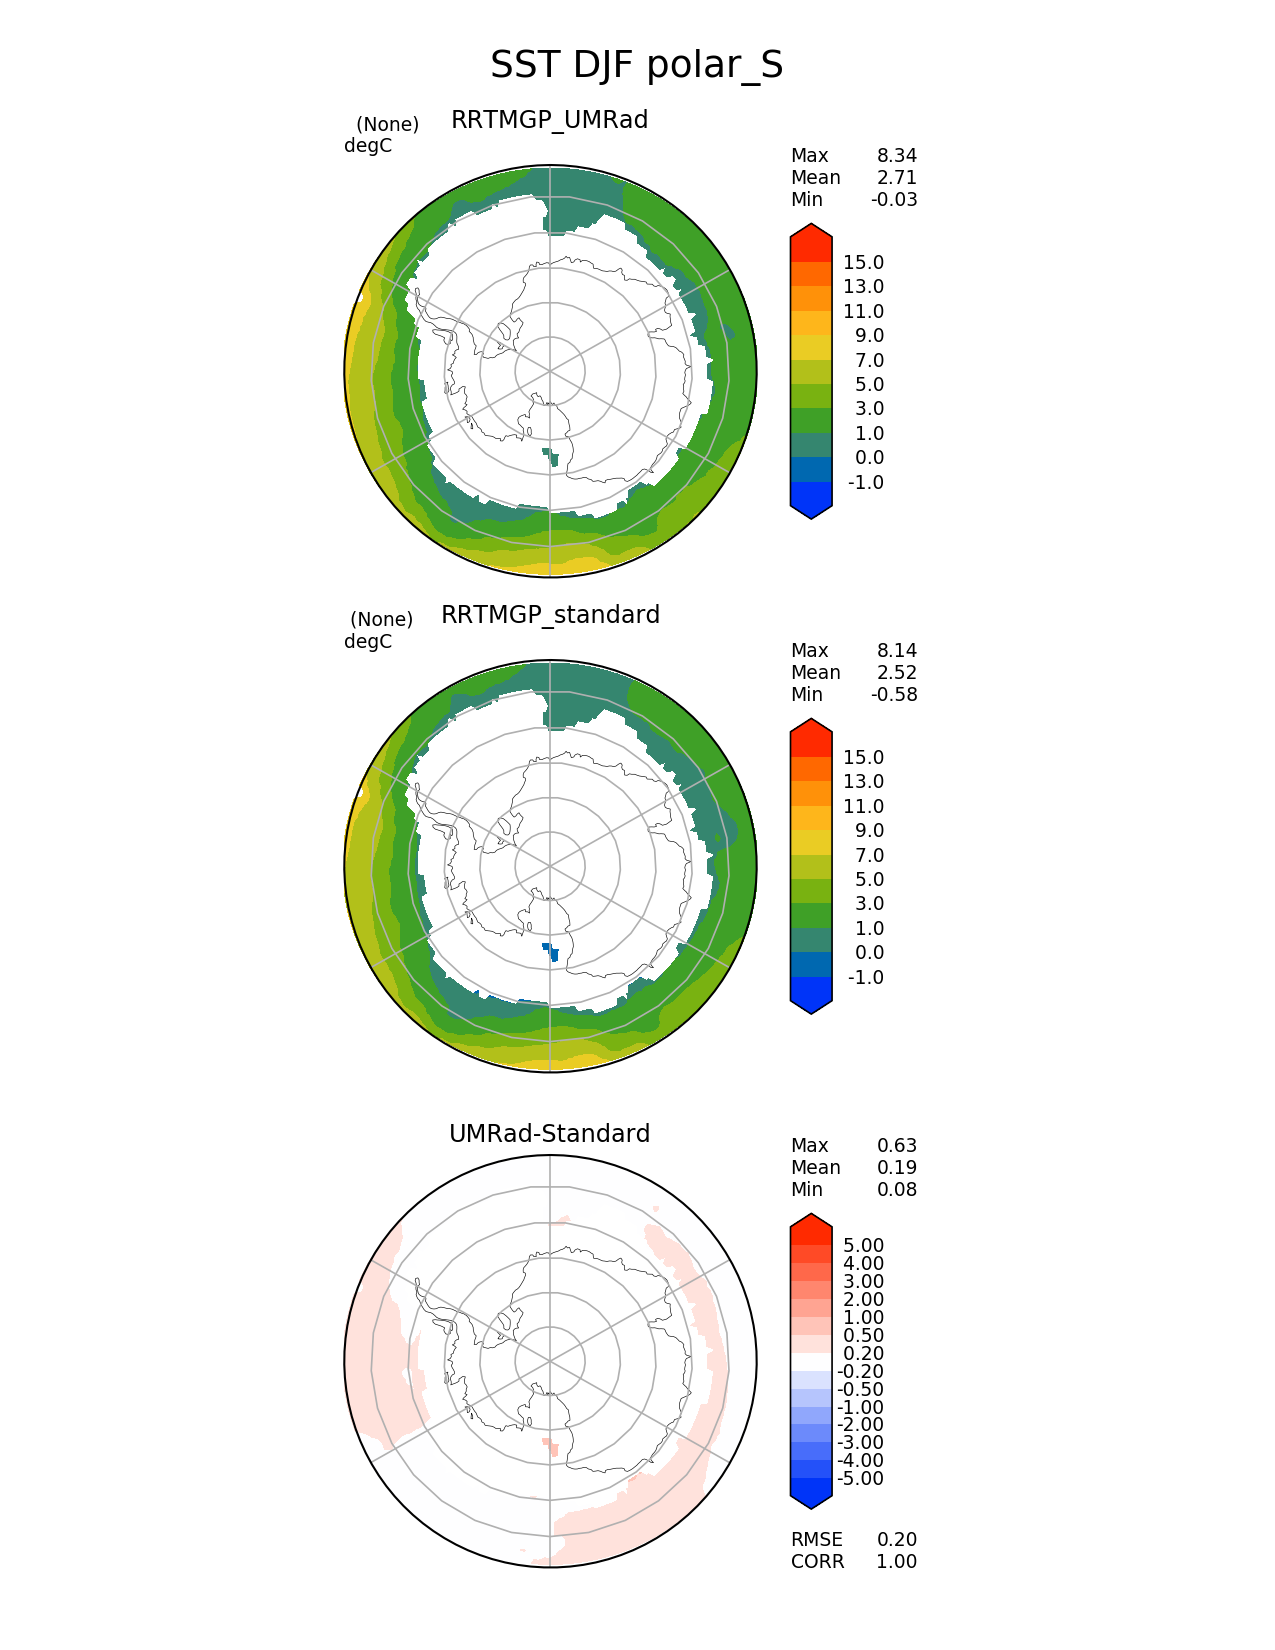 SST DJF polar_S
(None)
RRTMGP_UMRad
degC
Max 8.34
Mean 2.71
Min -0.03
15.0
13.0
11.0
9.0
7.0
5.0
3.0
1.0
0.0
-1.0
(None)
RRTMGP_standard
degC
Max 8.14
Mean 2.52
Min -0.58
15.0
13.0
11.0
9.0
7.0
5.0
3.0
1.0
0.0
-1.0
UMRad-Standard
Max 0.63
Mean 0.19
Min 0.08
5.00
4.00
3.00
2.00
1.00
0.50
0.20
-0.20
-0.50
-1.00
-2.00
-3.00
-4.00
-5.00
RMSE 0.20
CORR 1.00